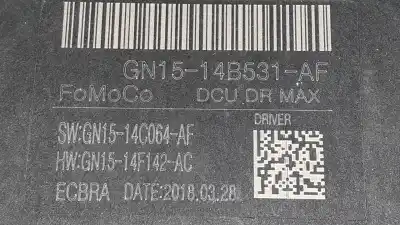 GN15-14B531-AF
FoMoCo DCU DR MAX
DRIVER
SW:GN15-14C064-AF
HW:GN15-14F142-AC
ECBRA DATE:2018.03.28